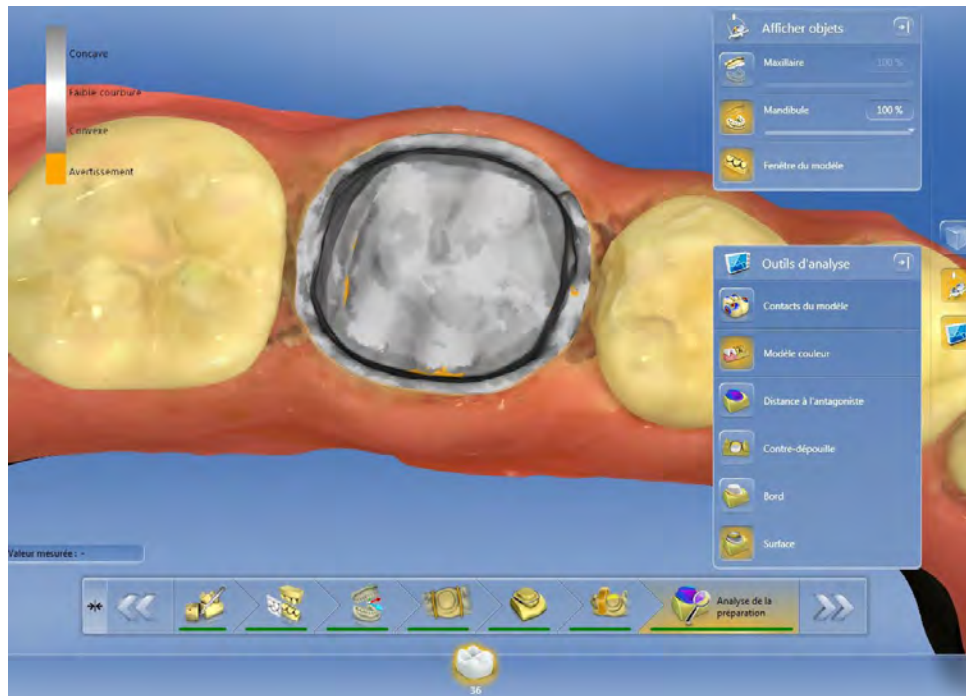 Concave
Faible courbure
Convexe
Avertissement
Afficher objets
Maxillaire 100 %
Mandibule 100 %
Fenêtre du modèle
Outils d'analyse
Contacts du modèle
Modèle couleur
Distance à l'antagoniste
Contre-dépouille
Bord
Surface
Valeur mesurée : -
Analyse de la
préparation
36